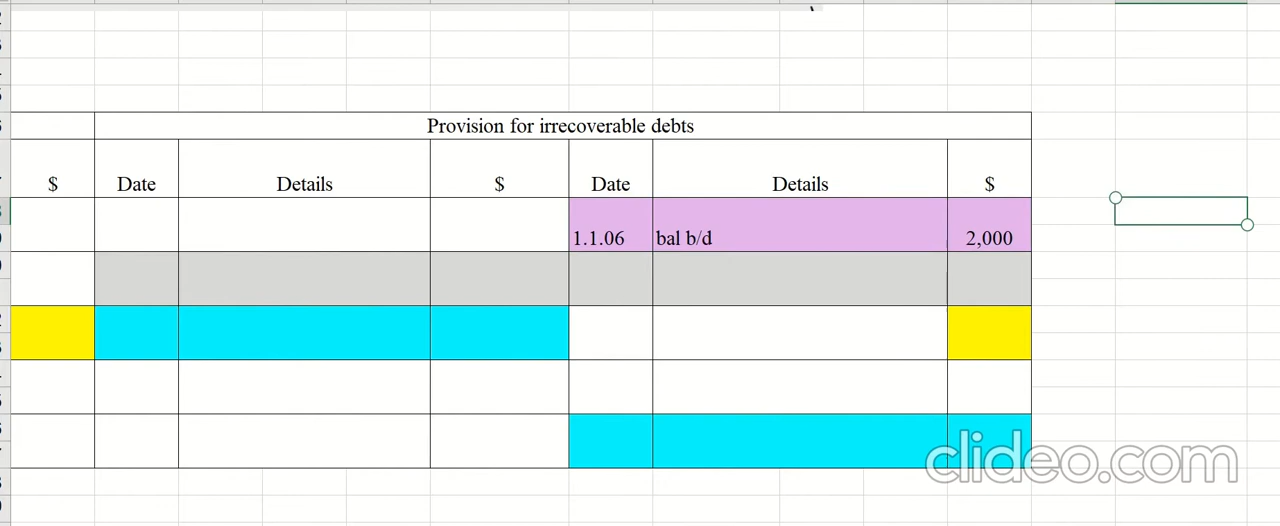 Provision for irrecoverable debts
$ Date Details $ Date Details $
1.1.06 bal b/d 2,000
clideo.com